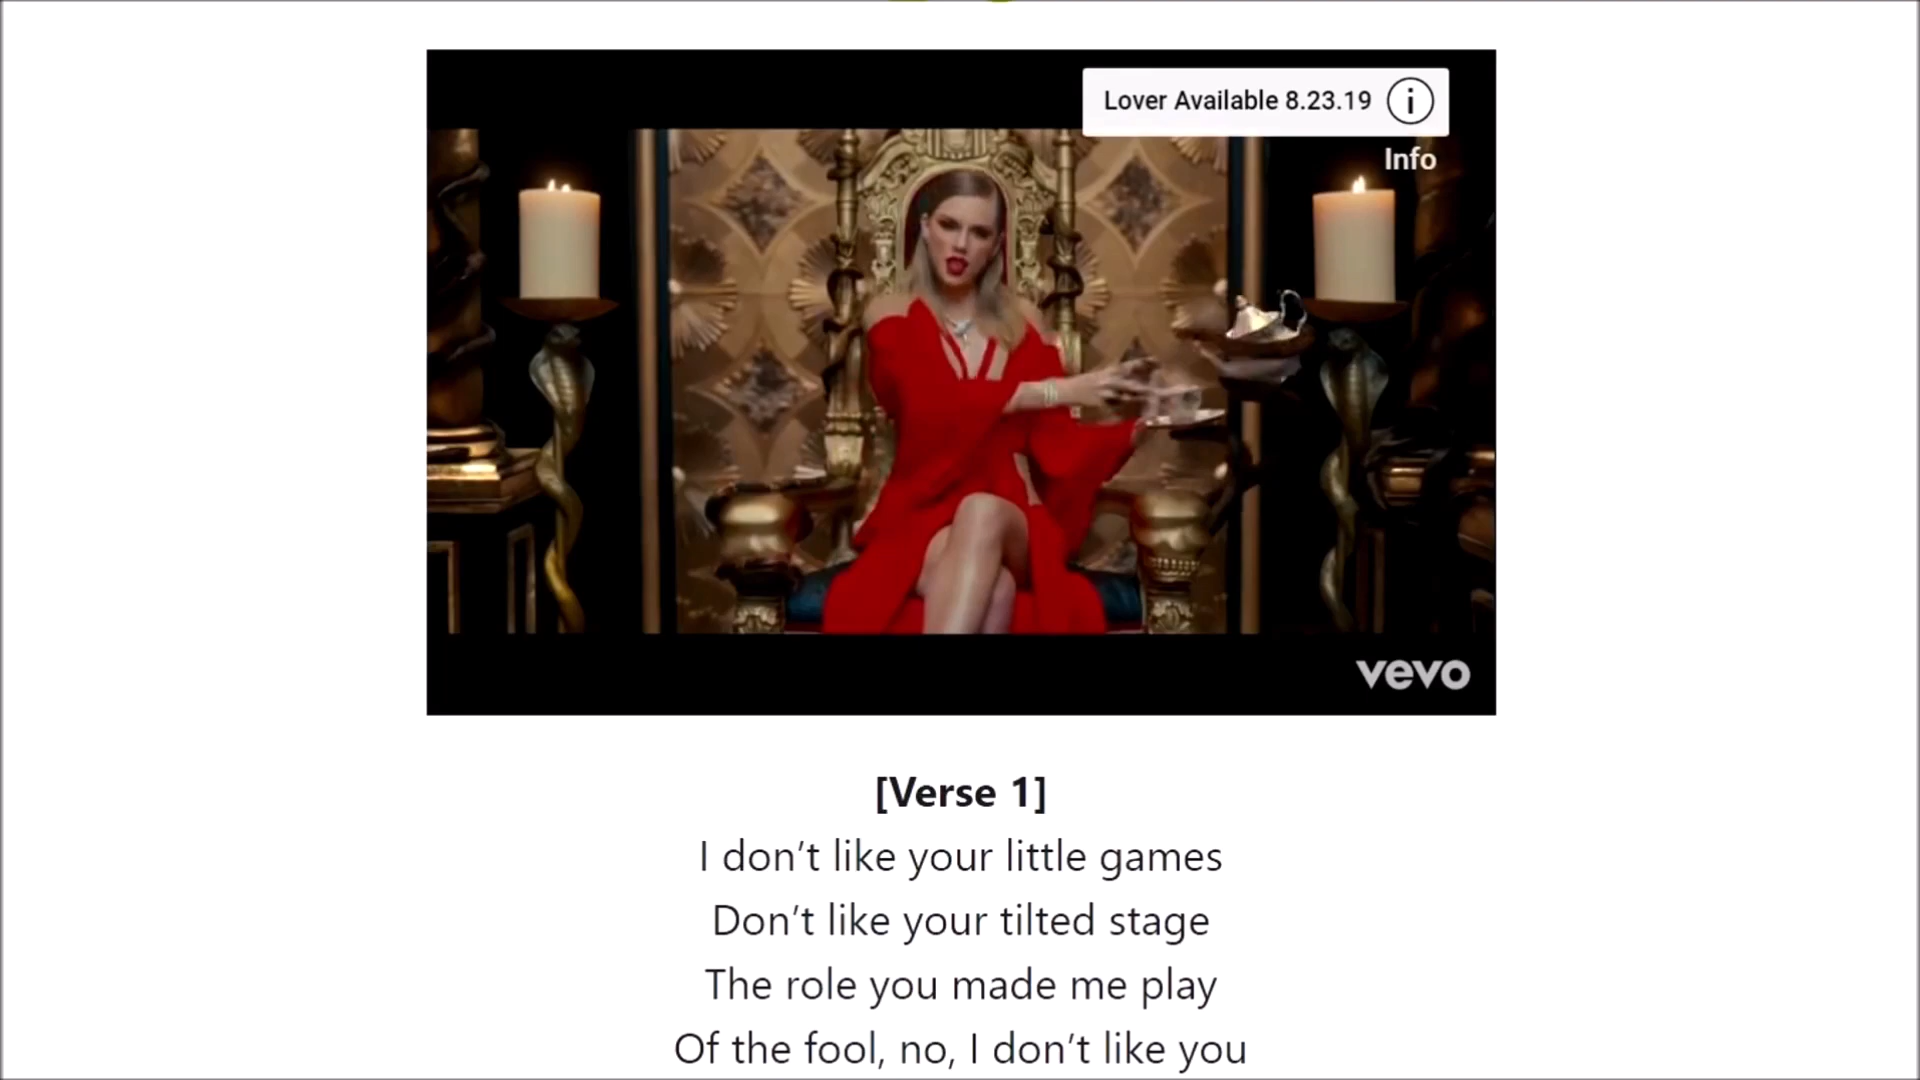 Lover Available 8.23.19
Info
vevo
[Verse 1]
I don’t like your little games
Don’t like your tilted stage
The role you made me play
Of the fool, no, I don’t like you